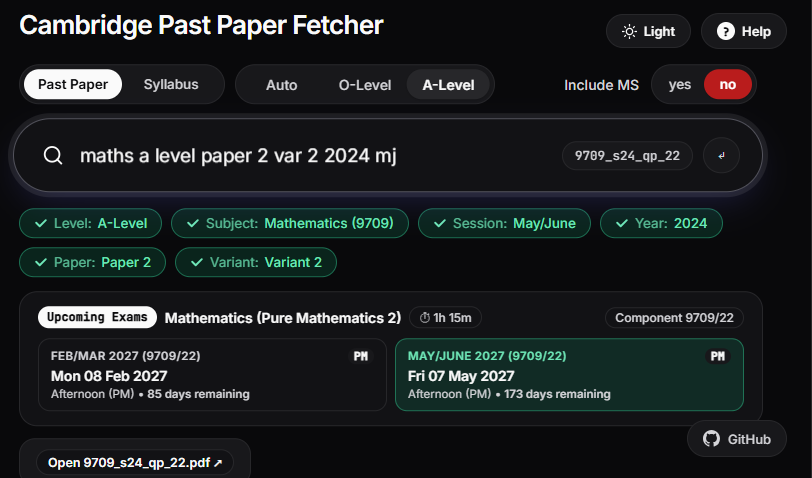 Cambridge Past Paper Fetcher
Light
Help
Past Paper
Syllabus
Auto
O-Level
A-Level
Include MS
yes
no
maths a level paper 2 var 2 2024 mj
9709_s24_qp_22
Level: A-Level
Subject: Mathematics (9709)
Session: May/June
Year: 2024
Paper: Paper 2
Variant: Variant 2
Upcoming Exams
Mathematics (Pure Mathematics 2)
1h 15m
Component 9709/22
FEB/MAR 2027 (9709/22)
PM
Mon 08 Feb 2027
Afternoon (PM) • 85 days remaining
MAY/JUNE 2027 (9709/22)
PM
Fri 07 May 2027
Afternoon (PM) • 173 days remaining
GitHub
Open 9709_s24_qp_22.pdf ↗